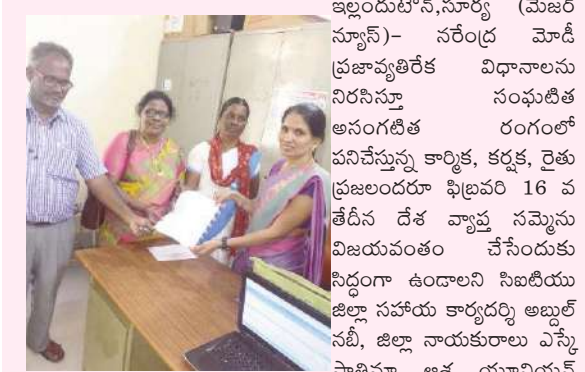 ఇల్లందుటౌన్,సూర్య (మేజర్
న్యూస్)– నరేంద్ర మోడీ
ప్రజావ్యతిరేక విధానాలను
నిరసిస్తూ సంఘటిత
అసంగటిత రంగంలో
పనిచేస్తున్న కార్మిక, కర్షక, రైతు
ప్రజలందరూ ఫిబ్రవరి 16 వ
తేదీన దేశ వ్యాప్త సమ్మెను
విజయవంతం చేసేందుకు
సిద్ధంగా ఉండాలని సిఐటియు
జిల్లా సహాయ కార్యదర్శి అబ్దుల్
నబీ, జిల్లా నాయకురాలు ఎస్కే